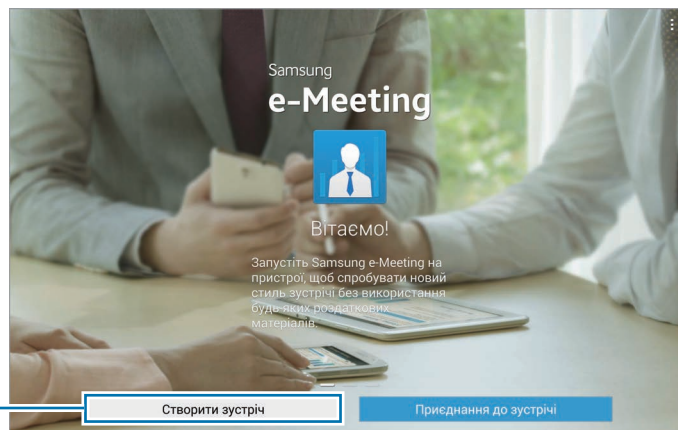 Samsung
e-Meeting
Вітаємо!
Запустіть Samsung e-Meeting на
пристрої, щоб спробувати новий
стиль зустрічі без використання
будь-яких роздаткових
матеріалів.
Створити зустріч
Приєднання до зустрічі